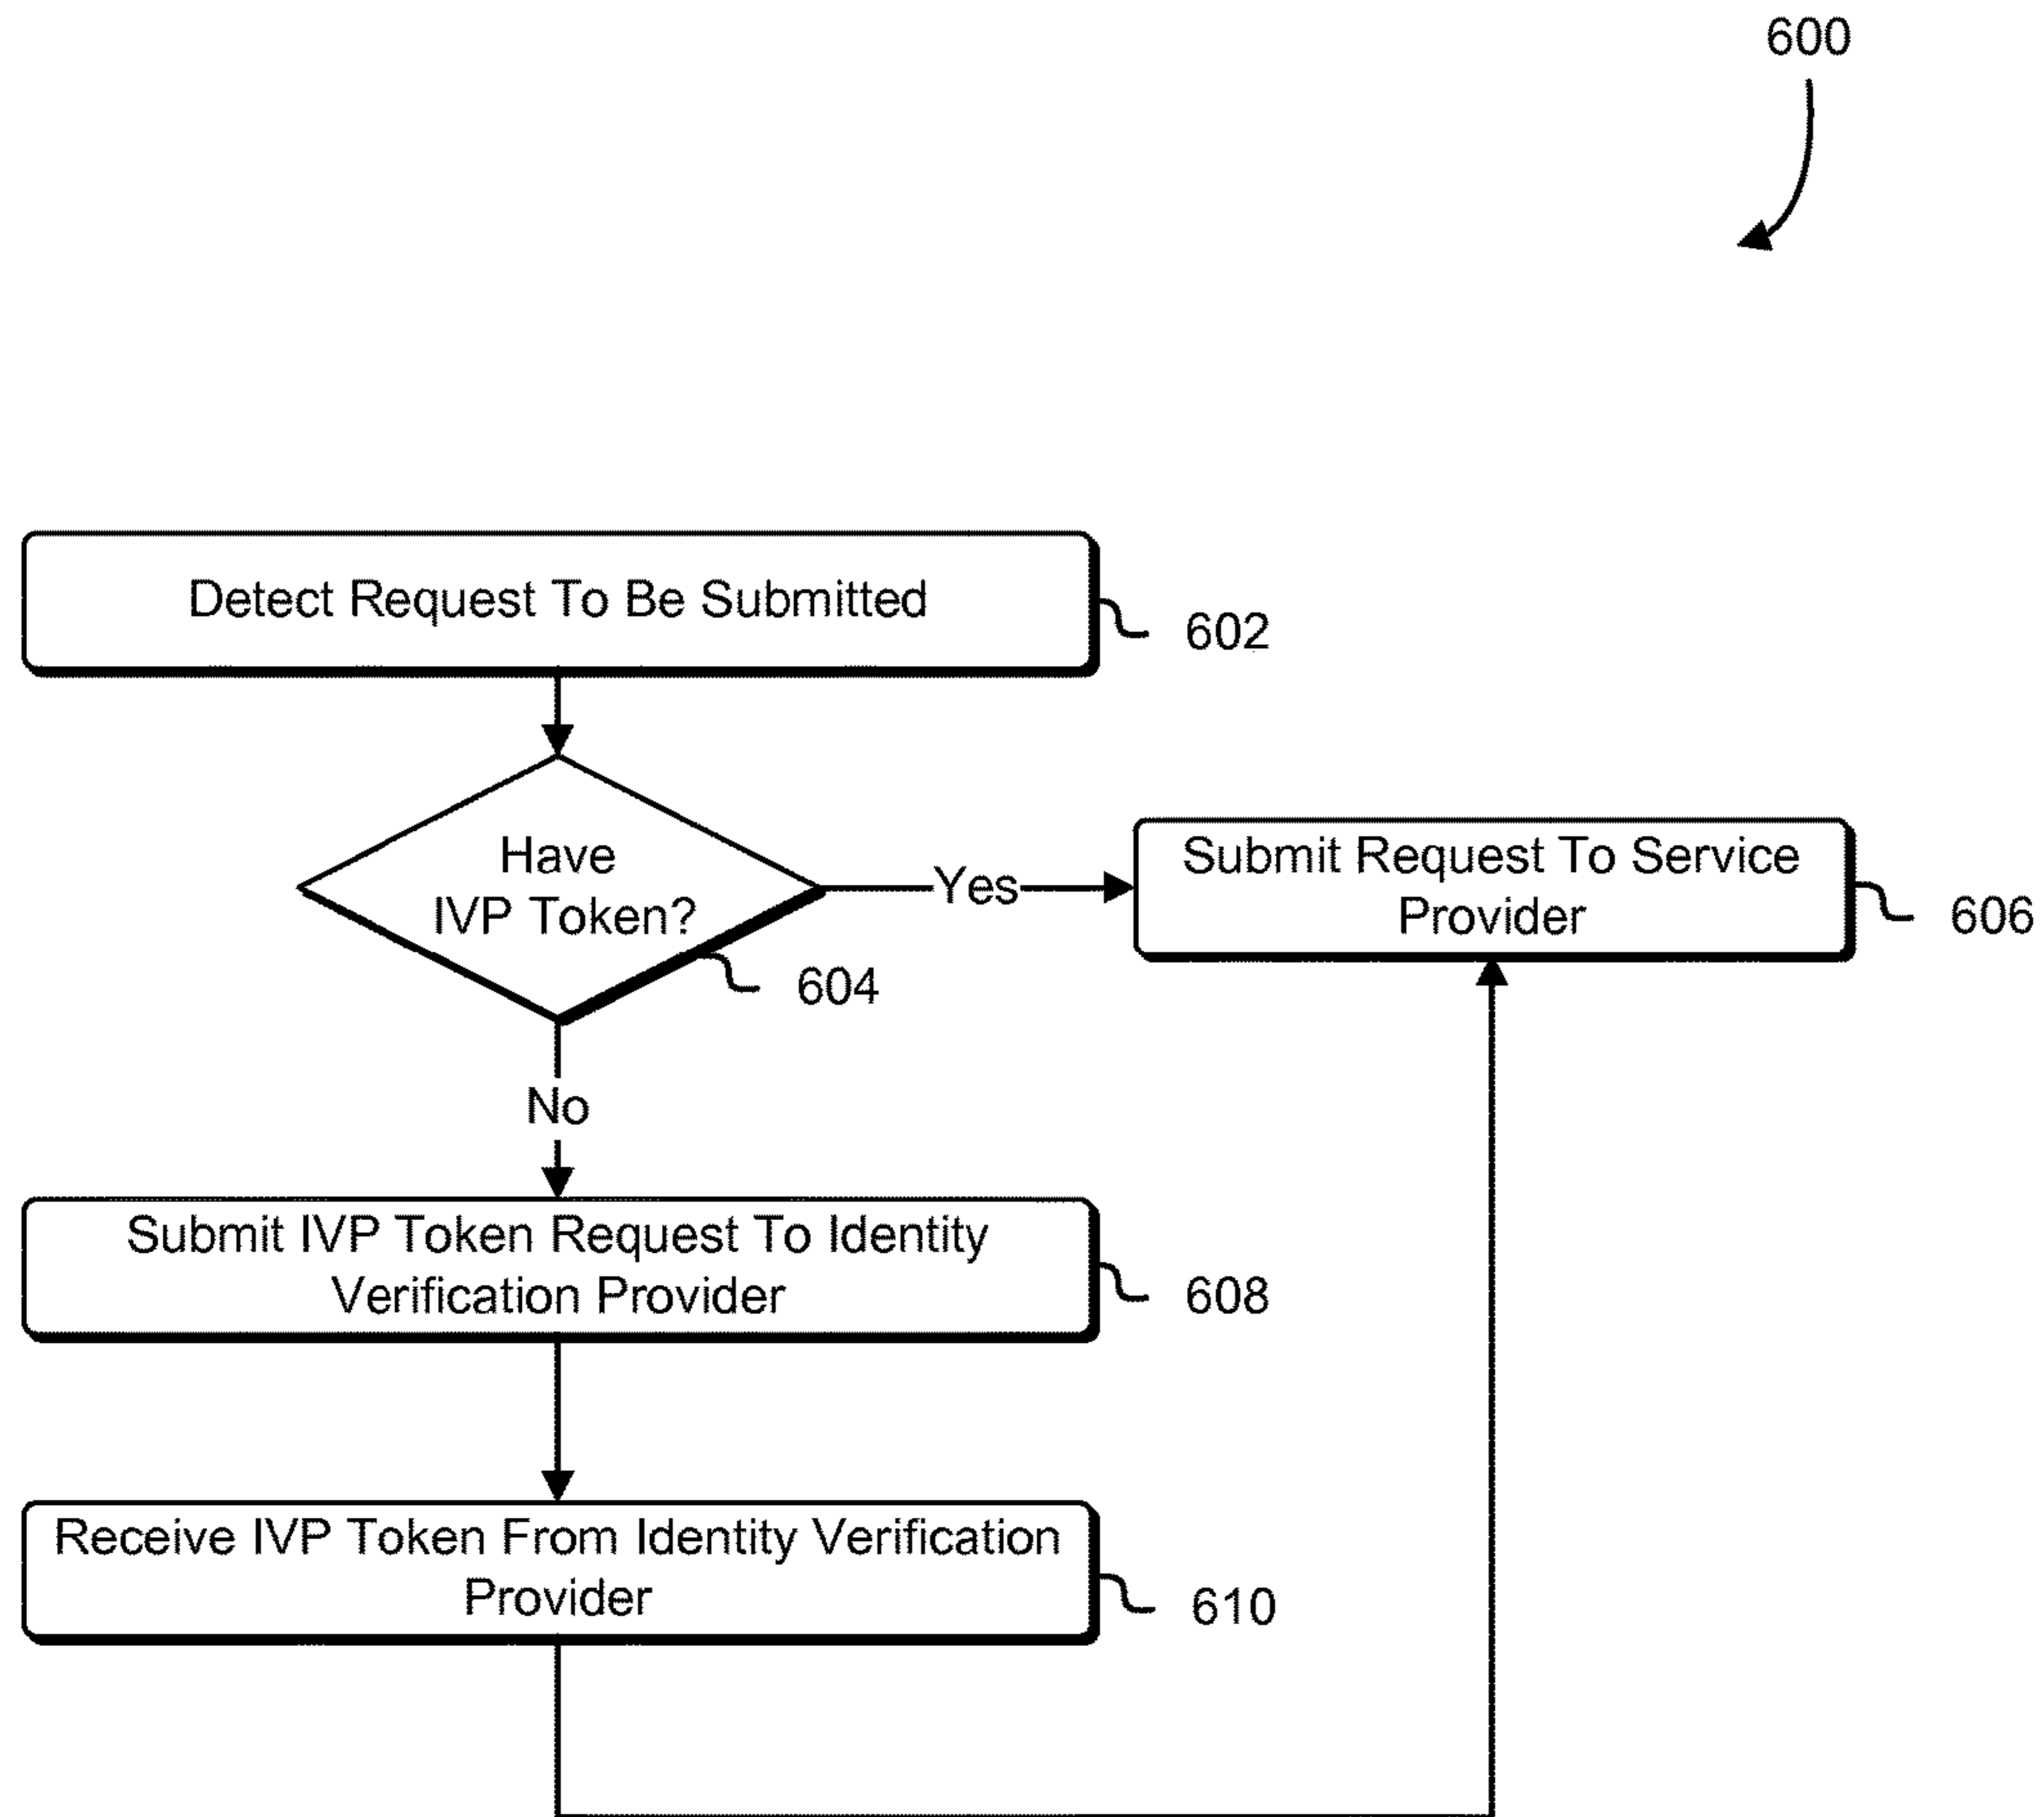 600
Detect Request To Be Submitted
602
Have
IVP Token?
604
Yes
Submit Request To Service
Provider
606
No
Submit IVP Token Request To Identity
Verification Provider
608
Receive IVP Token From Identity Verification
Provider
610